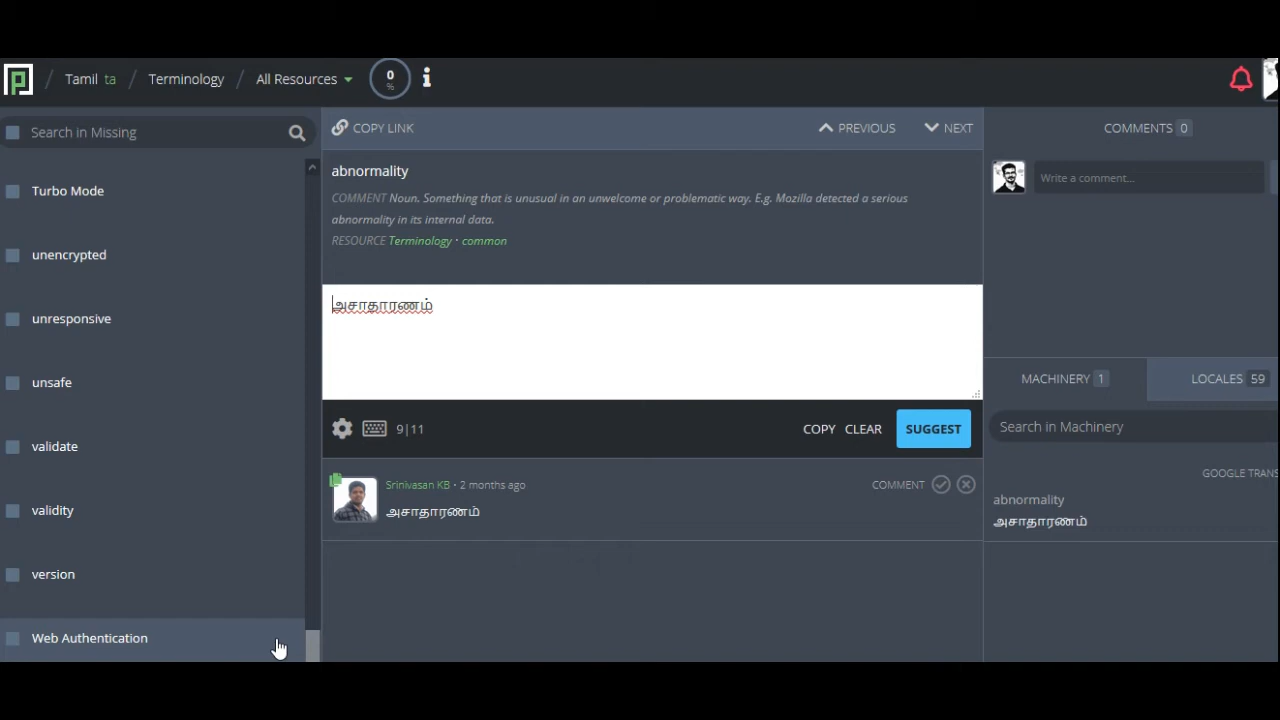 Tamil ta
Terminology
All Resources
0
%
Search in Missing
Turbo Mode
unencrypted
unresponsive
unsafe
validate
validity
version
Web Authentication
COPY LINK
PREVIOUS
NEXT
abnormality
COMMENT Noun. Something that is unusual in an unwelcome or problematic way. E.g. Mozilla detected a serious
abnormality in its internal data.
RESOURCE Terminology • common
அசாதாரணம்
9|11
COPY
CLEAR
SUGGEST
Srinivasan KB • 2 months ago
COMMENT
அசாதாரணம்
COMMENTS 0
Write a comment...
MACHINERY 1
LOCALES 59
Search in Machinery
GOOGLE TRANS
abnormality
அசாதாரணம்